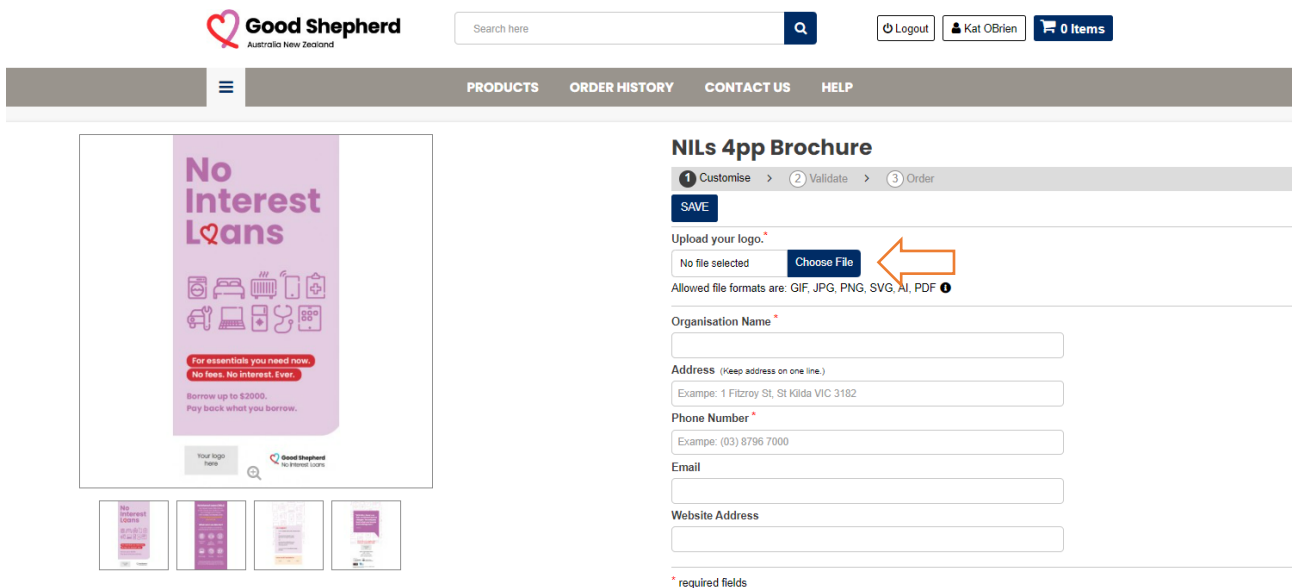 Good Shepherd
Australia New Zealand
Search here
Logout
Kat OBrien
0 Items
PRODUCTS ORDER HISTORY CONTACT US HELP
No
Interest
Loans
For essentials you need now.
No fees. No interest. Ever.
Borrow up to $2000.
Pay back what you borrow.
Your logo
here
Good Shepherd
No Interest Loans
No
Interest
Loans
NILs 4pp Brochure
1 Customise > 2 Validate > 3 Order
SAVE
Upload your logo.*
No file selected Choose File
Allowed file formats are: GIF, JPG, PNG, SVG, AI, PDF
Organisation Name *
Address (Keep address on one line.)
Exampe: 1 Fitzroy St, St Kilda VIC 3182
Phone Number *
Exampe: (03) 8796 7000
Email
Website Address
* required fields